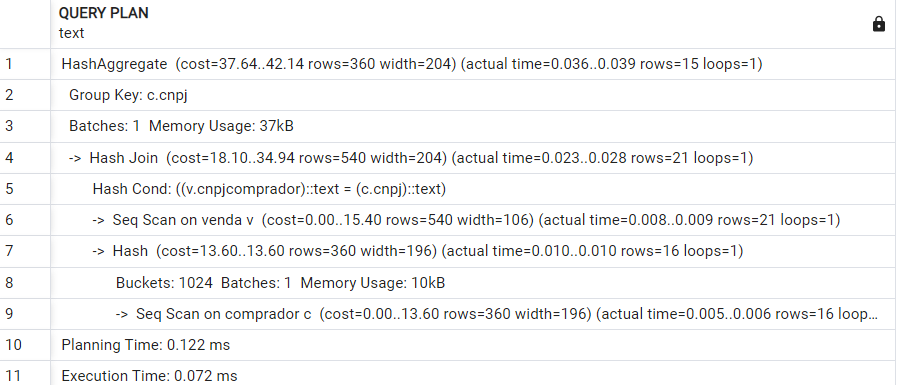 QUERY PLAN
text
1 HashAggregate (cost=37.64..42.14 rows=360 width=204) (actual time=0.036..0.039 rows=15 loops=1)
2 Group Key: c.cnpj
3 Batches: 1 Memory Usage: 37kB
4 -> Hash Join (cost=18.10..34.94 rows=540 width=204) (actual time=0.023..0.028 rows=21 loops=1)
5 Hash Cond: ((v.cnpjcomprador)::text = (c.cnpj)::text)
6 -> Seq Scan on venda v (cost=0.00..15.40 rows=540 width=106) (actual time=0.008..0.009 rows=21 loops=1)
7 -> Hash (cost=13.60..13.60 rows=360 width=196) (actual time=0.010..0.010 rows=16 loops=1)
8 Buckets: 1024 Batches: 1 Memory Usage: 10kB
9 -> Seq Scan on comprador c (cost=0.00..13.60 rows=360 width=196) (actual time=0.005..0.006 rows=16 loop...
10 Planning Time: 0.122 ms
11 Execution Time: 0.072 ms